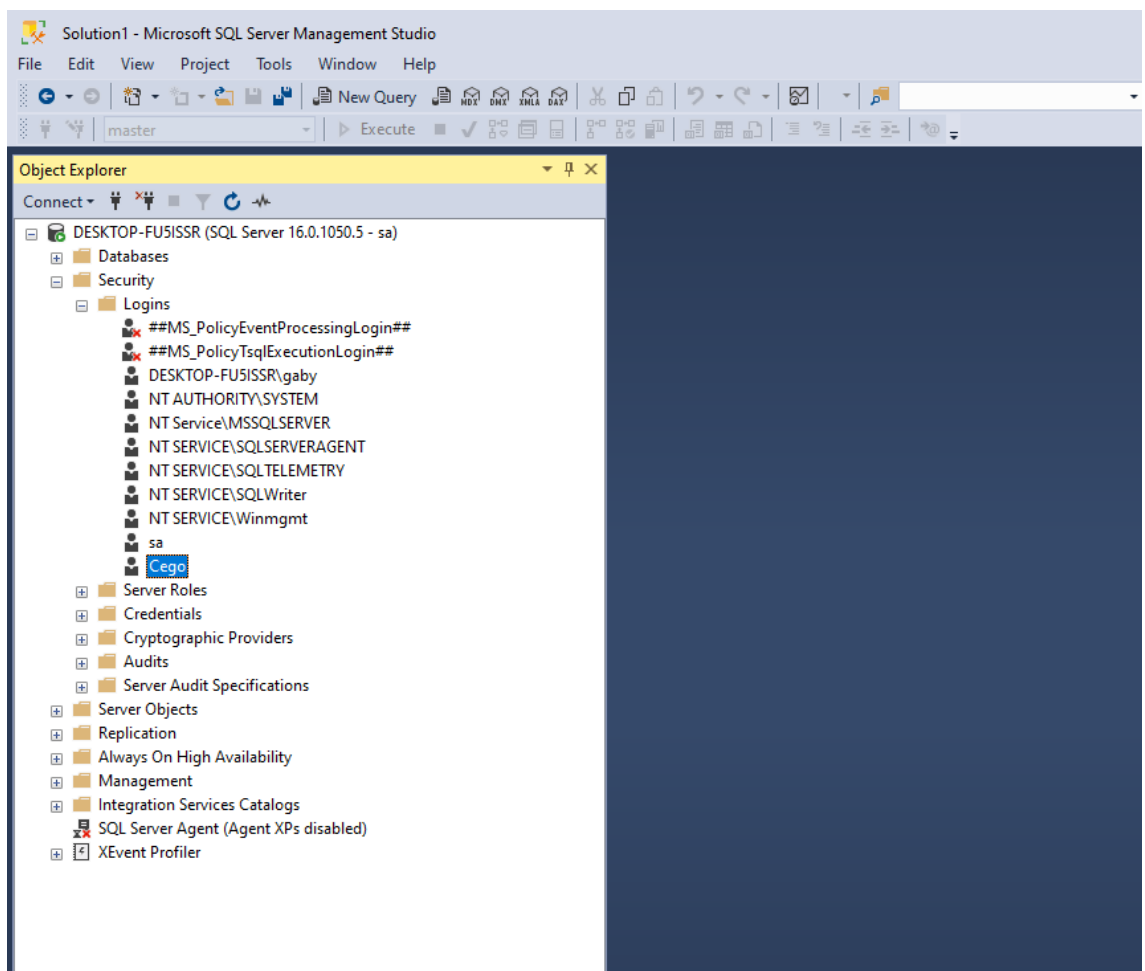 Solution1 - Microsoft SQL Server Management Studio
File Edit View Project Tools Window Help
New Query MDX DMX XMLA DAX
master Execute
Object Explorer
Connect
DESKTOP-FU5ISSR (SQL Server 16.0.1050.5 - sa)
Databases
Security
Logins
##MS_PolicyEventProcessingLogin##
##MS_PolicyTsqlExecutionLogin##
DESKTOP-FU5ISSR\gaby
NT AUTHORITY\SYSTEM
NT Service\MSSQLSERVER
NT SERVICE\SQLSERVERAGENT
NT SERVICE\SQLTELEMETRY
NT SERVICE\SQLWriter
NT SERVICE\Winmgmt
sa
Cego
Server Roles
Credentials
Cryptographic Providers
Audits
Server Audit Specifications
Server Objects
Replication
Always On High Availability
Management
Integration Services Catalogs
SQL Server Agent (Agent XPs disabled)
XEvent Profiler